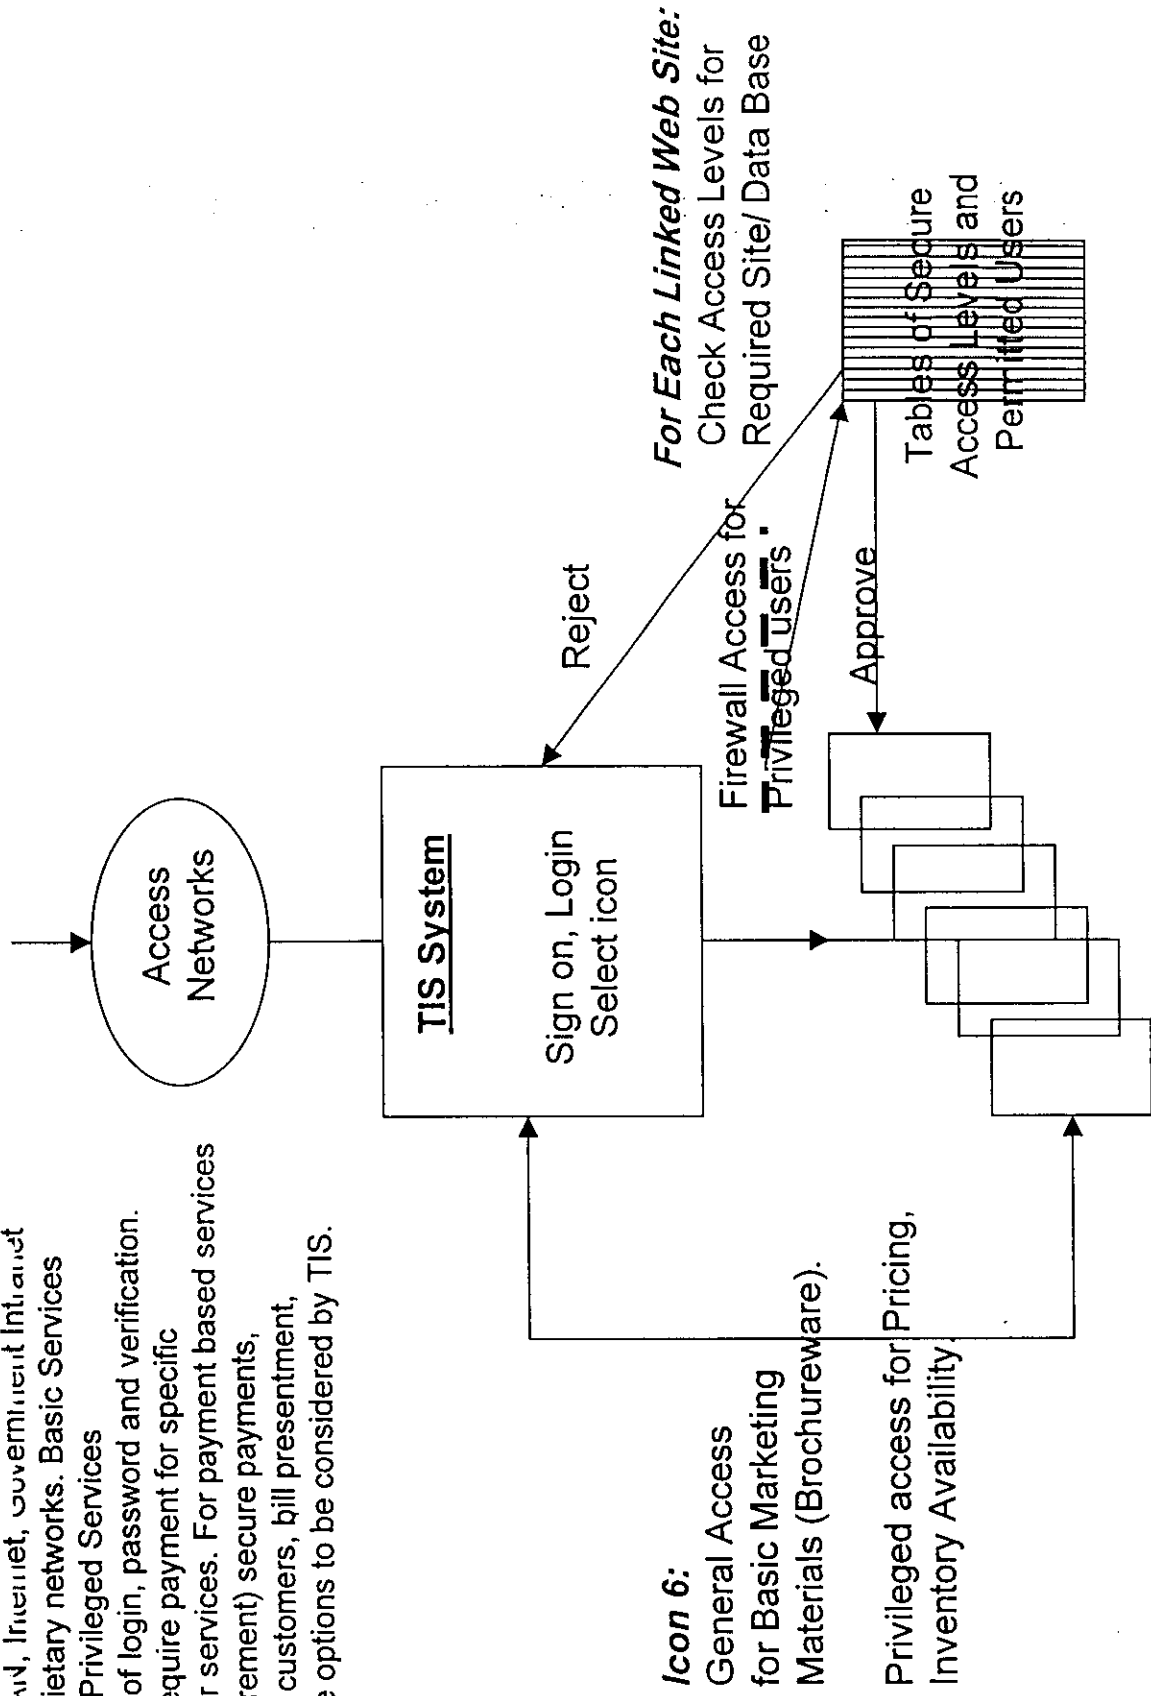 Internet, Government Intranet
ietary networks. Basic Services
Privileged Services
of login, password and verification.
equire payment for specific
r services. For payment based services
rement) secure payments,
customers, bill presentment,
e options to be considered by TIS.
Access
Networks
TIS System
Sign on, Login
Select icon
Reject
For Each Linked Web Site:
Check Access Levels for
Required Site/ Data Base
Firewall Access for
Privileged users
Approve
Tables of Secure
Access Levels and
Permitted Users
Icon 6:
General Access
for Basic Marketing
Materials (Brochureware).
Privileged access for Pricing,
Inventory Availability.